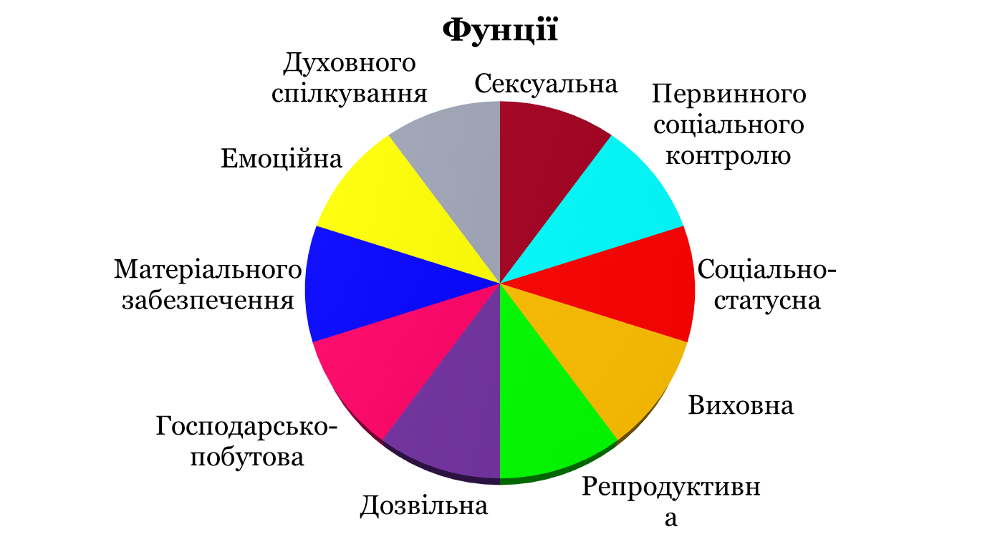 Фунції
Духовного
спілкування
Сексуальна
Первинного
соціального
контролю
Емоційна
Матеріального
забезпечення
Соціально-
статусна
Виховна
Господарсько-
побутова
Репродуктивн
а
Дозвільна